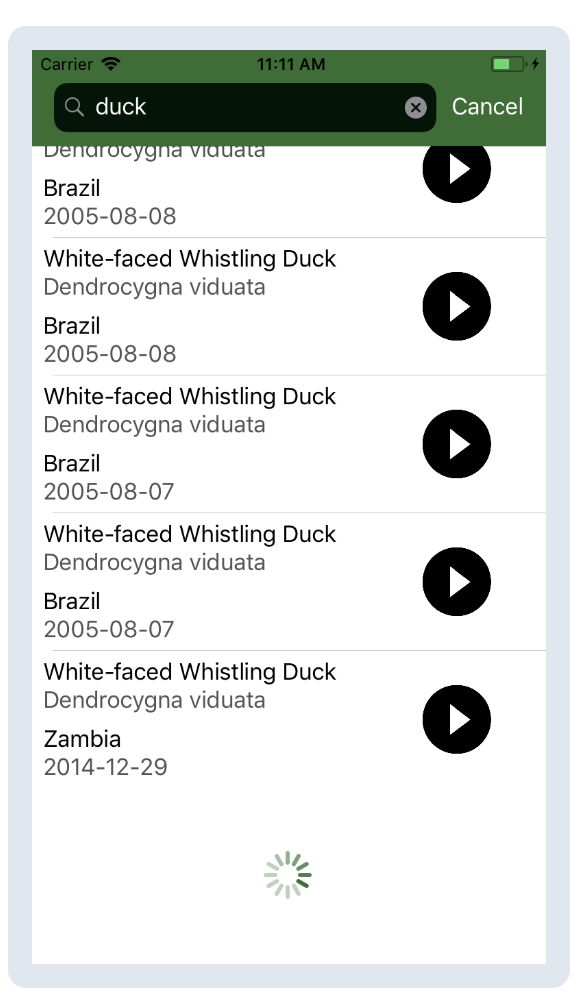 Carrier 11:11 AM
duck Cancel
Dendrocygna viduata
Brazil
2005-08-08
White-faced Whistling Duck
Dendrocygna viduata
Brazil
2005-08-08
White-faced Whistling Duck
Dendrocygna viduata
Brazil
2005-08-07
White-faced Whistling Duck
Dendrocygna viduata
Brazil
2005-08-07
White-faced Whistling Duck
Dendrocygna viduata
Zambia
2014-12-29